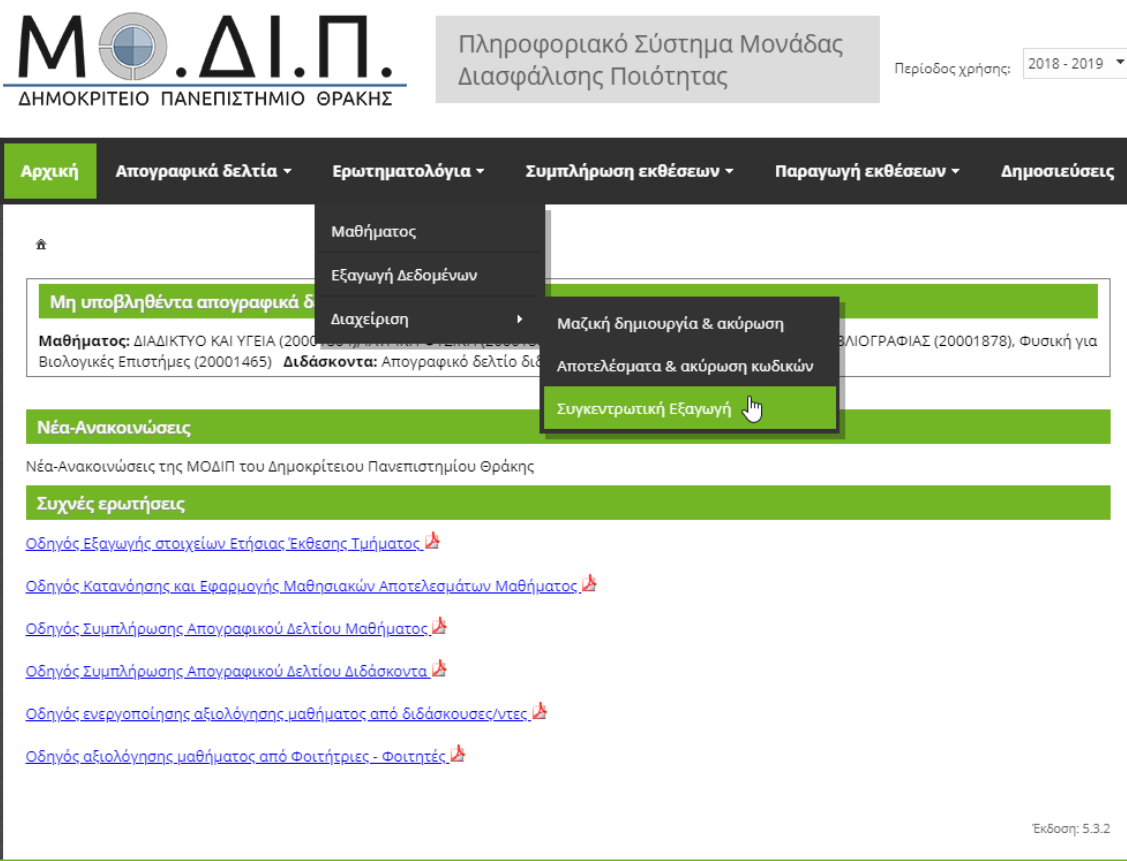 ΜΟ.ΔΙ.Π.
ΔΗΜΟΚΡΙΤΕΙΟ ΠΑΝΕΠΙΣΤΗΜΙΟ ΘΡΑΚΗΣ
Πληροφοριακό Σύστημα Μονάδας
Διασφάλισης Ποιότητας
Περίοδος χρήσης: 2018 - 2019
Αρχική Απογραφικά δελτία Ερωτηματολόγια Συμπλήρωση εκθέσεων Παραγωγή εκθέσεων Δημοσιεύσεις
Μαθήματος
Εξαγωγή Δεδομένων
Διαχείριση
Μαζική δημιουργία & ακύρωση
Αποτελέσματα & ακύρωση κωδικών
Συγκεντρωτική Εξαγωγή
Μη υποβληθέντα απογραφικά
Μαθήματος: ΔΙΑΔΙΚΤΥΟ ΚΑΙ ΥΓΕΙΑ (20001878), Φυσική για
Βιολογικές Επιστήμες (20001465) Διδάσκοντα: Απογραφικό δελτίο
Νέα-Ανακοινώσεις
Νέα-Ανακοινώσεις της ΜΟΔΙΠ του Δημοκρίτειου Πανεπιστημίου Θράκης
Συχνές ερωτήσεις
Οδηγός Εξαγωγής στοιχείων Ετήσιας Έκθεσης Τμήματος
Οδηγός Κατανόησης και Εφαρμογής Μαθησιακών Αποτελεσμάτων Μαθήματος
Οδηγός Συμπλήρωσης Απογραφικού Δελτίου Μαθήματος
Οδηγός Συμπλήρωσης Απογραφικού Δελτίου Διδάσκοντα
Οδηγός ενεργοποίησης αξιολόγησης μαθήματος από διδάσκουσες/ντες
Οδηγός αξιολόγησης μαθήματος από Φοιτήτριες - Φοιτητές
Έκδοση: 5.3.2